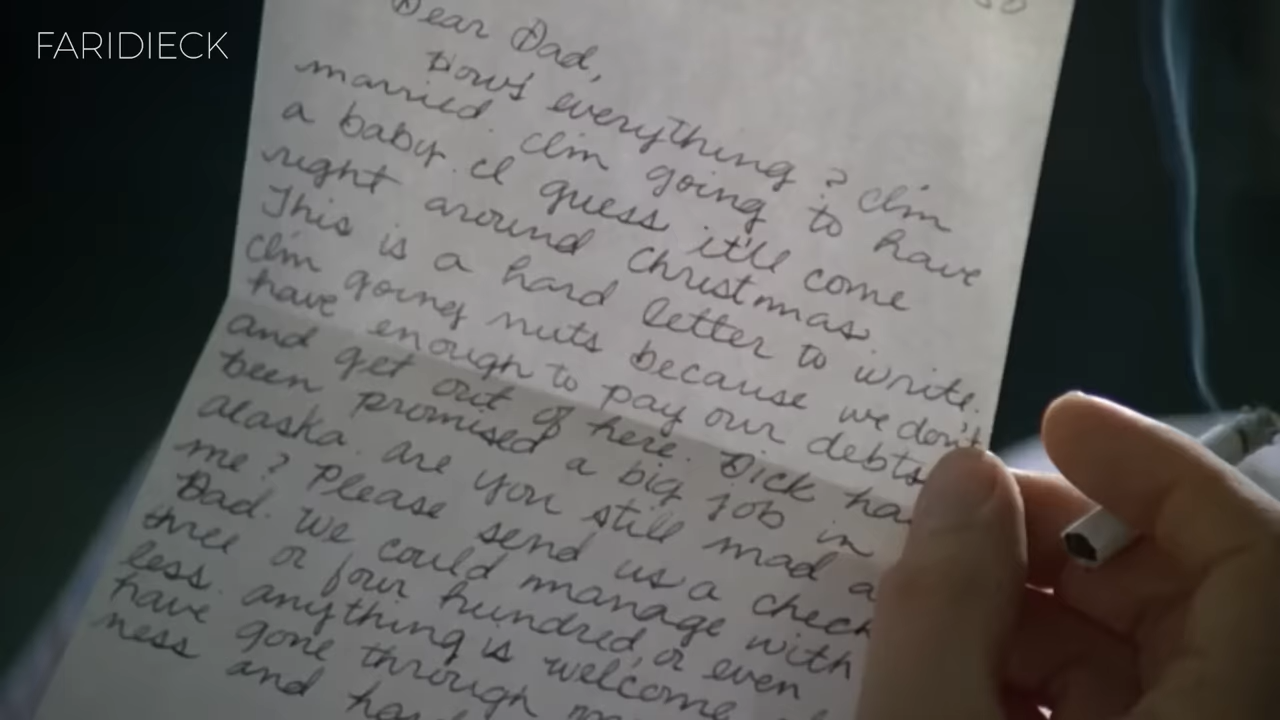 FARIDIECK
Dear Dad,
How's everything? I'm
married. I'm going to have
a baby. I guess it'll come
right around Christmas.
This is a hard letter to write.
I'm going nuts because we don't
have enough to pay our debts
and get out of here. Dick ha
been promised a big job in
alaska. are you still mad a
me? Please send us a check
Dad. We could manage with
three or four hundred, or even
less. anything is welcome
have gone through
ness and ha